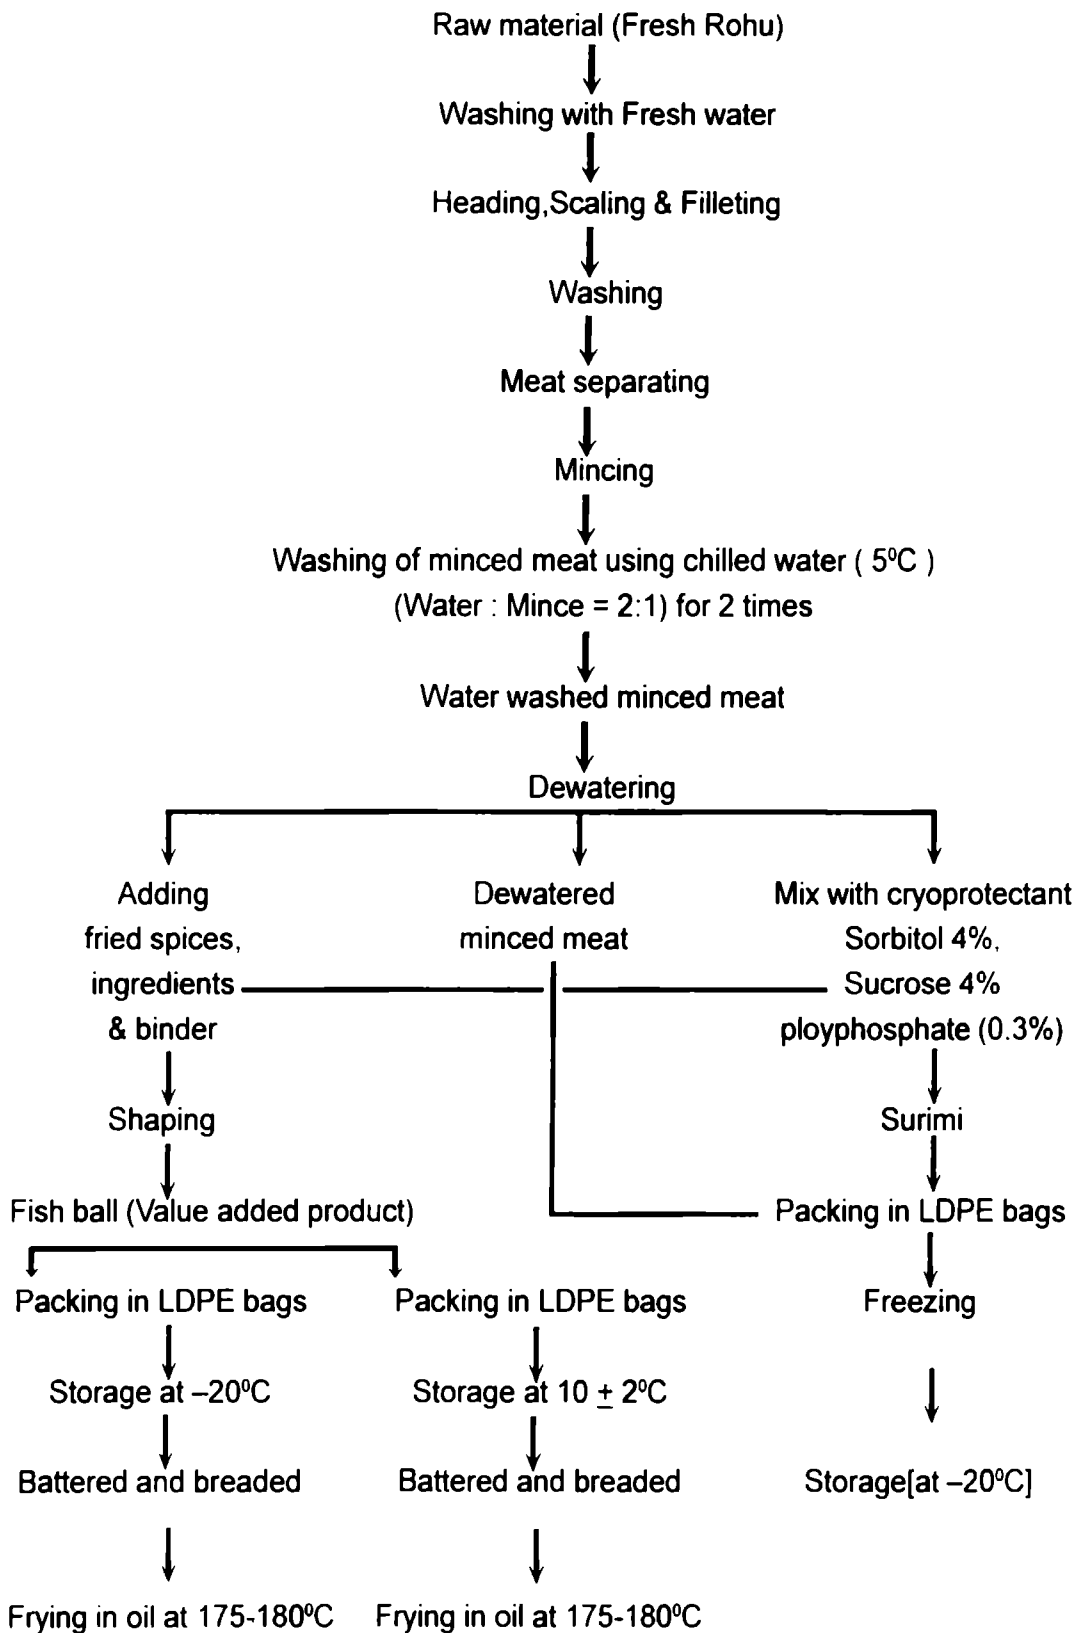 Raw material (Fresh Rohu)
Washing with Fresh water
Heading,Scaling & Filleting
Washing
Meat separating
Mincing
Washing of minced meat using chilled water ( 5⁰C )
(Water : Mince = 2:1) for 2 times
Water washed minced meat
Dewatering
Adding
fried spices,
ingredients
& binder
Shaping
Fish ball (Value added product)
Dewatered
minced meat
Mix with cryoprotectant
Sorbitol 4%,
Sucrose 4%
ployphosphate (0.3%)
Surimi
Packing in LDPE bags
Freezing
Storage[at –20⁰C]
Packing in LDPE bags
Storage at –20⁰C
Battered and breaded
Frying in oil at 175-180⁰C
Packing in LDPE bags
Storage at 10 ± 2⁰C
Battered and breaded
Frying in oil at 175-180⁰C